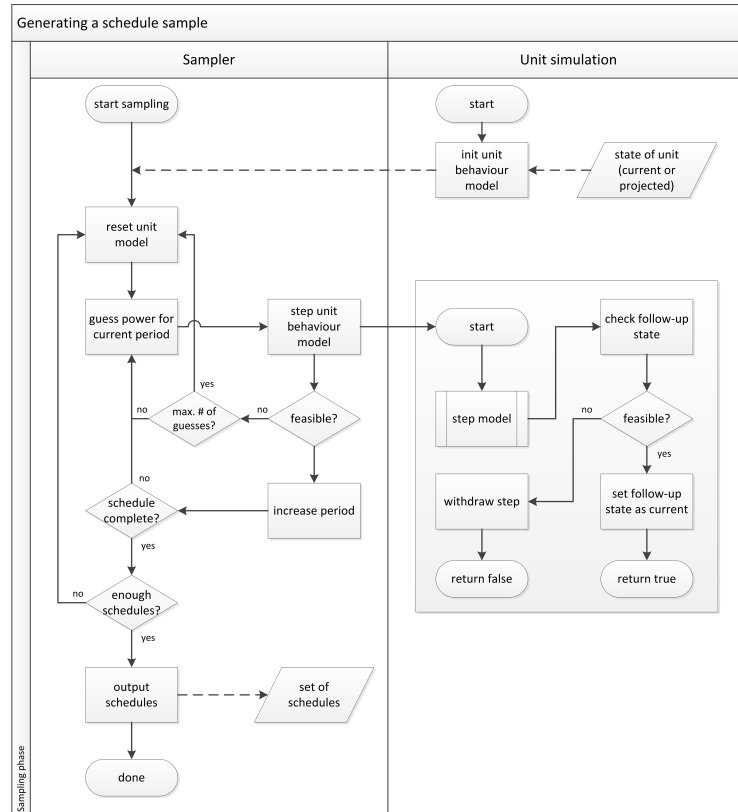 Generating a schedule sample
Sampler
Unit simulation
start sampling
start
init unit
behaviour
model
state of unit
(current or
projected)
reset unit
model
guess power for
current period
step unit
behaviour
model
start
check follow-up
state
yes
no
max. # of
guesses?
no
feasible?
step model
no
feasible?
yes
no
schedule
complete?
increase period
withdraw step
set follow-up
state as current
yes
no
enough
schedules?
return false
return true
yes
output
schedules
set of
schedules
done
Sampling phase